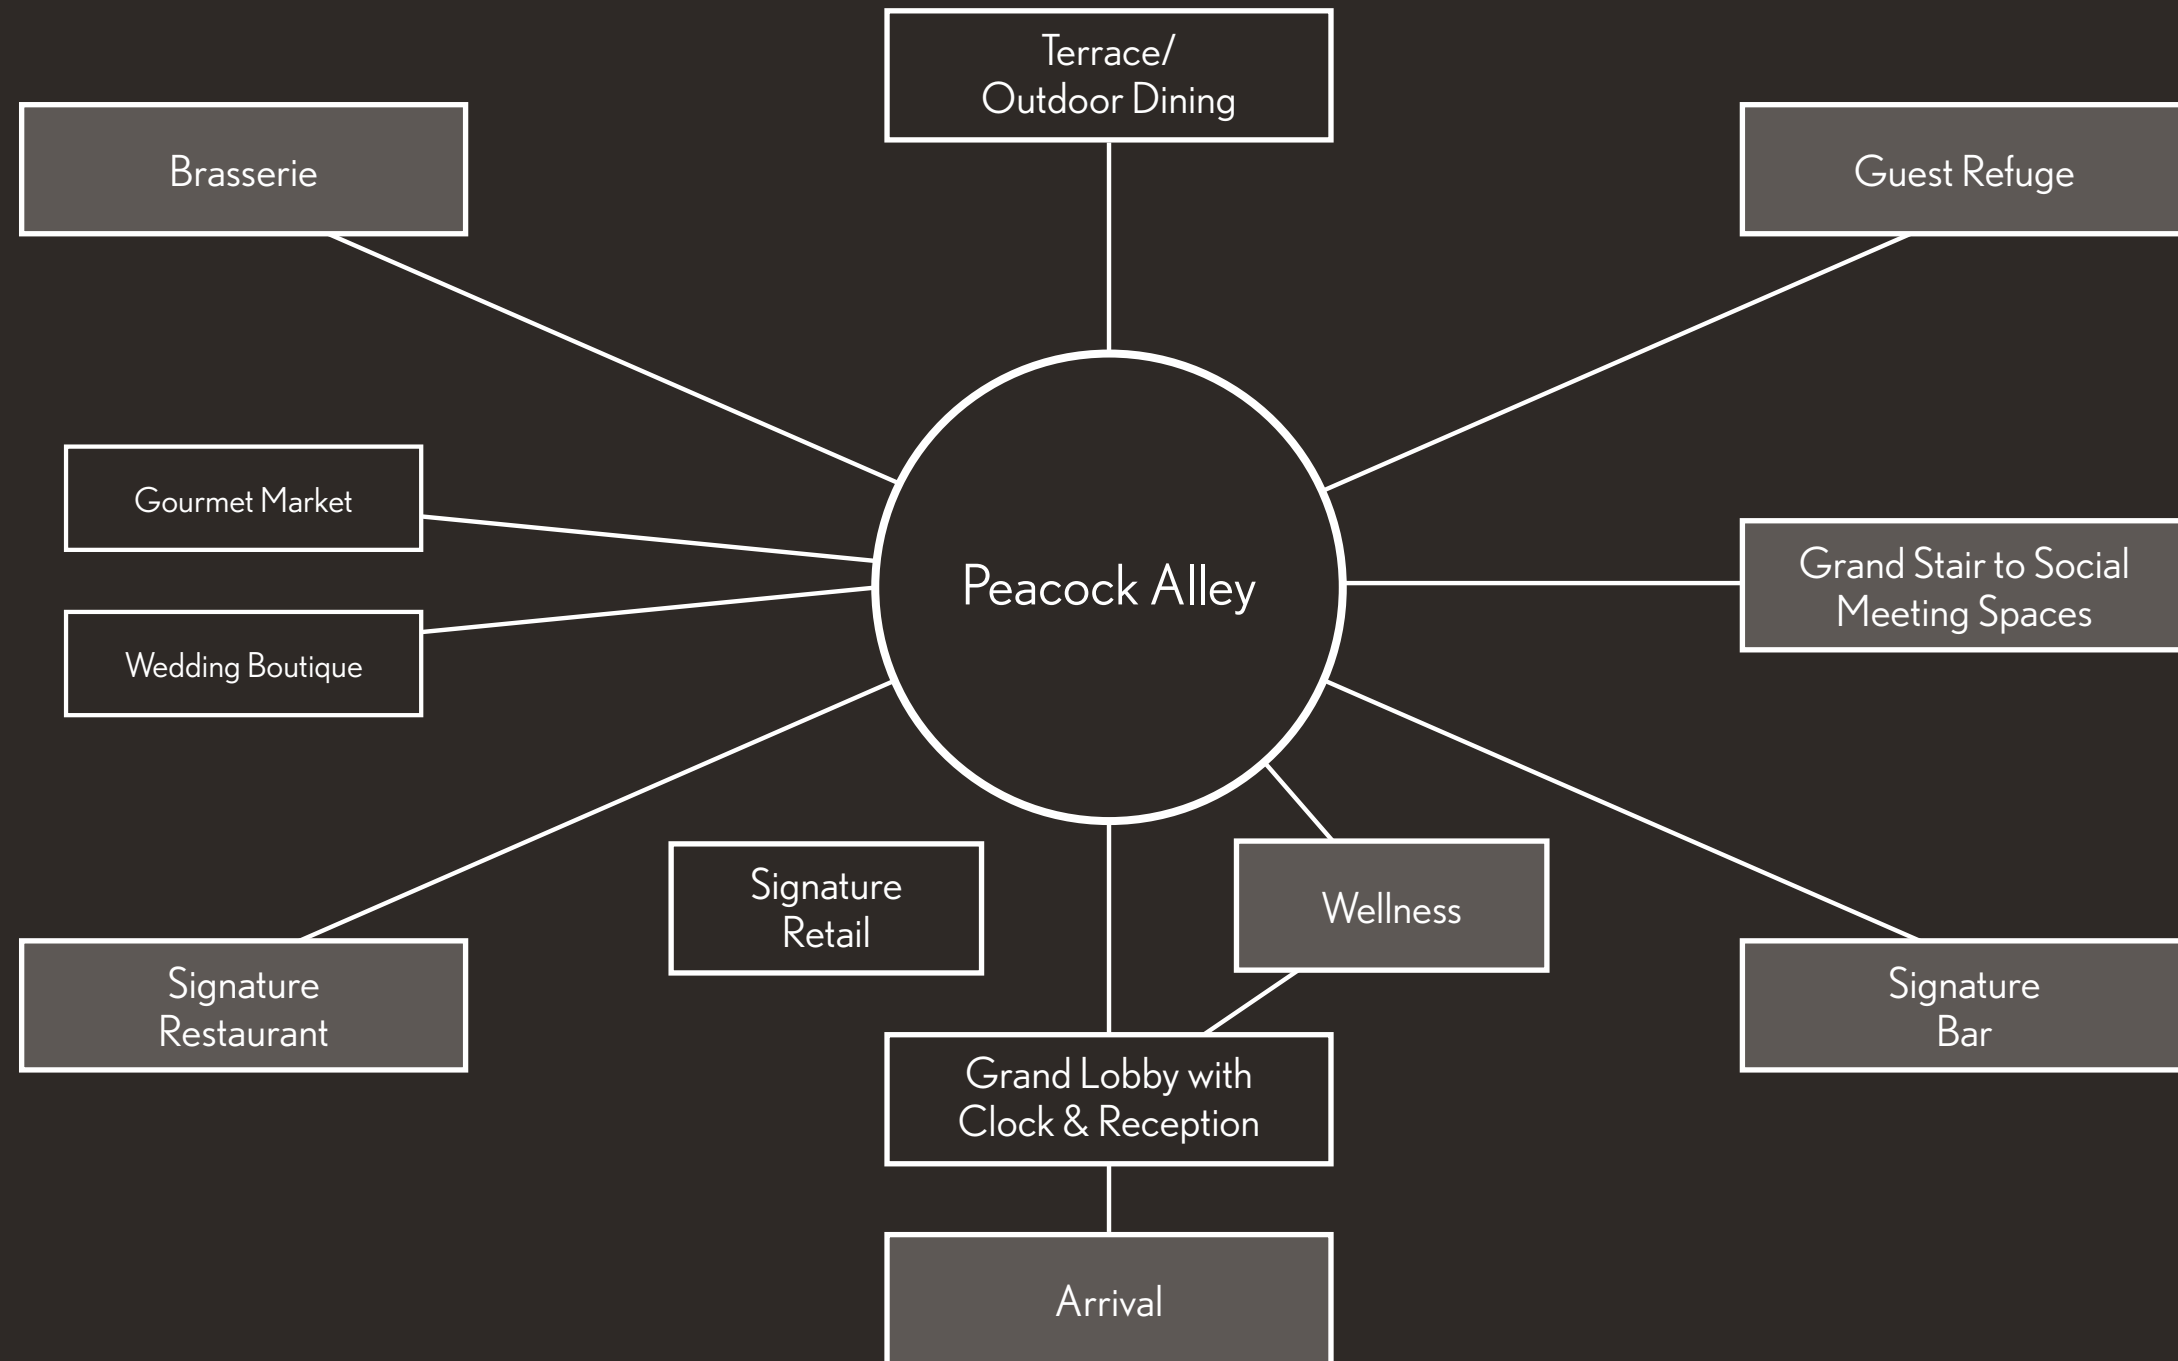 Terrace/
Outdoor Dining
Brasserie
Guest Refuge
Gourmet Market
Grand Stair to Social
Meeting Spaces
Peacock Alley
Wedding Boutique
Signature
Retail
Wellness
Signature
Restaurant
Signature
Bar
Grand Lobby with
Clock & Reception
Arrival